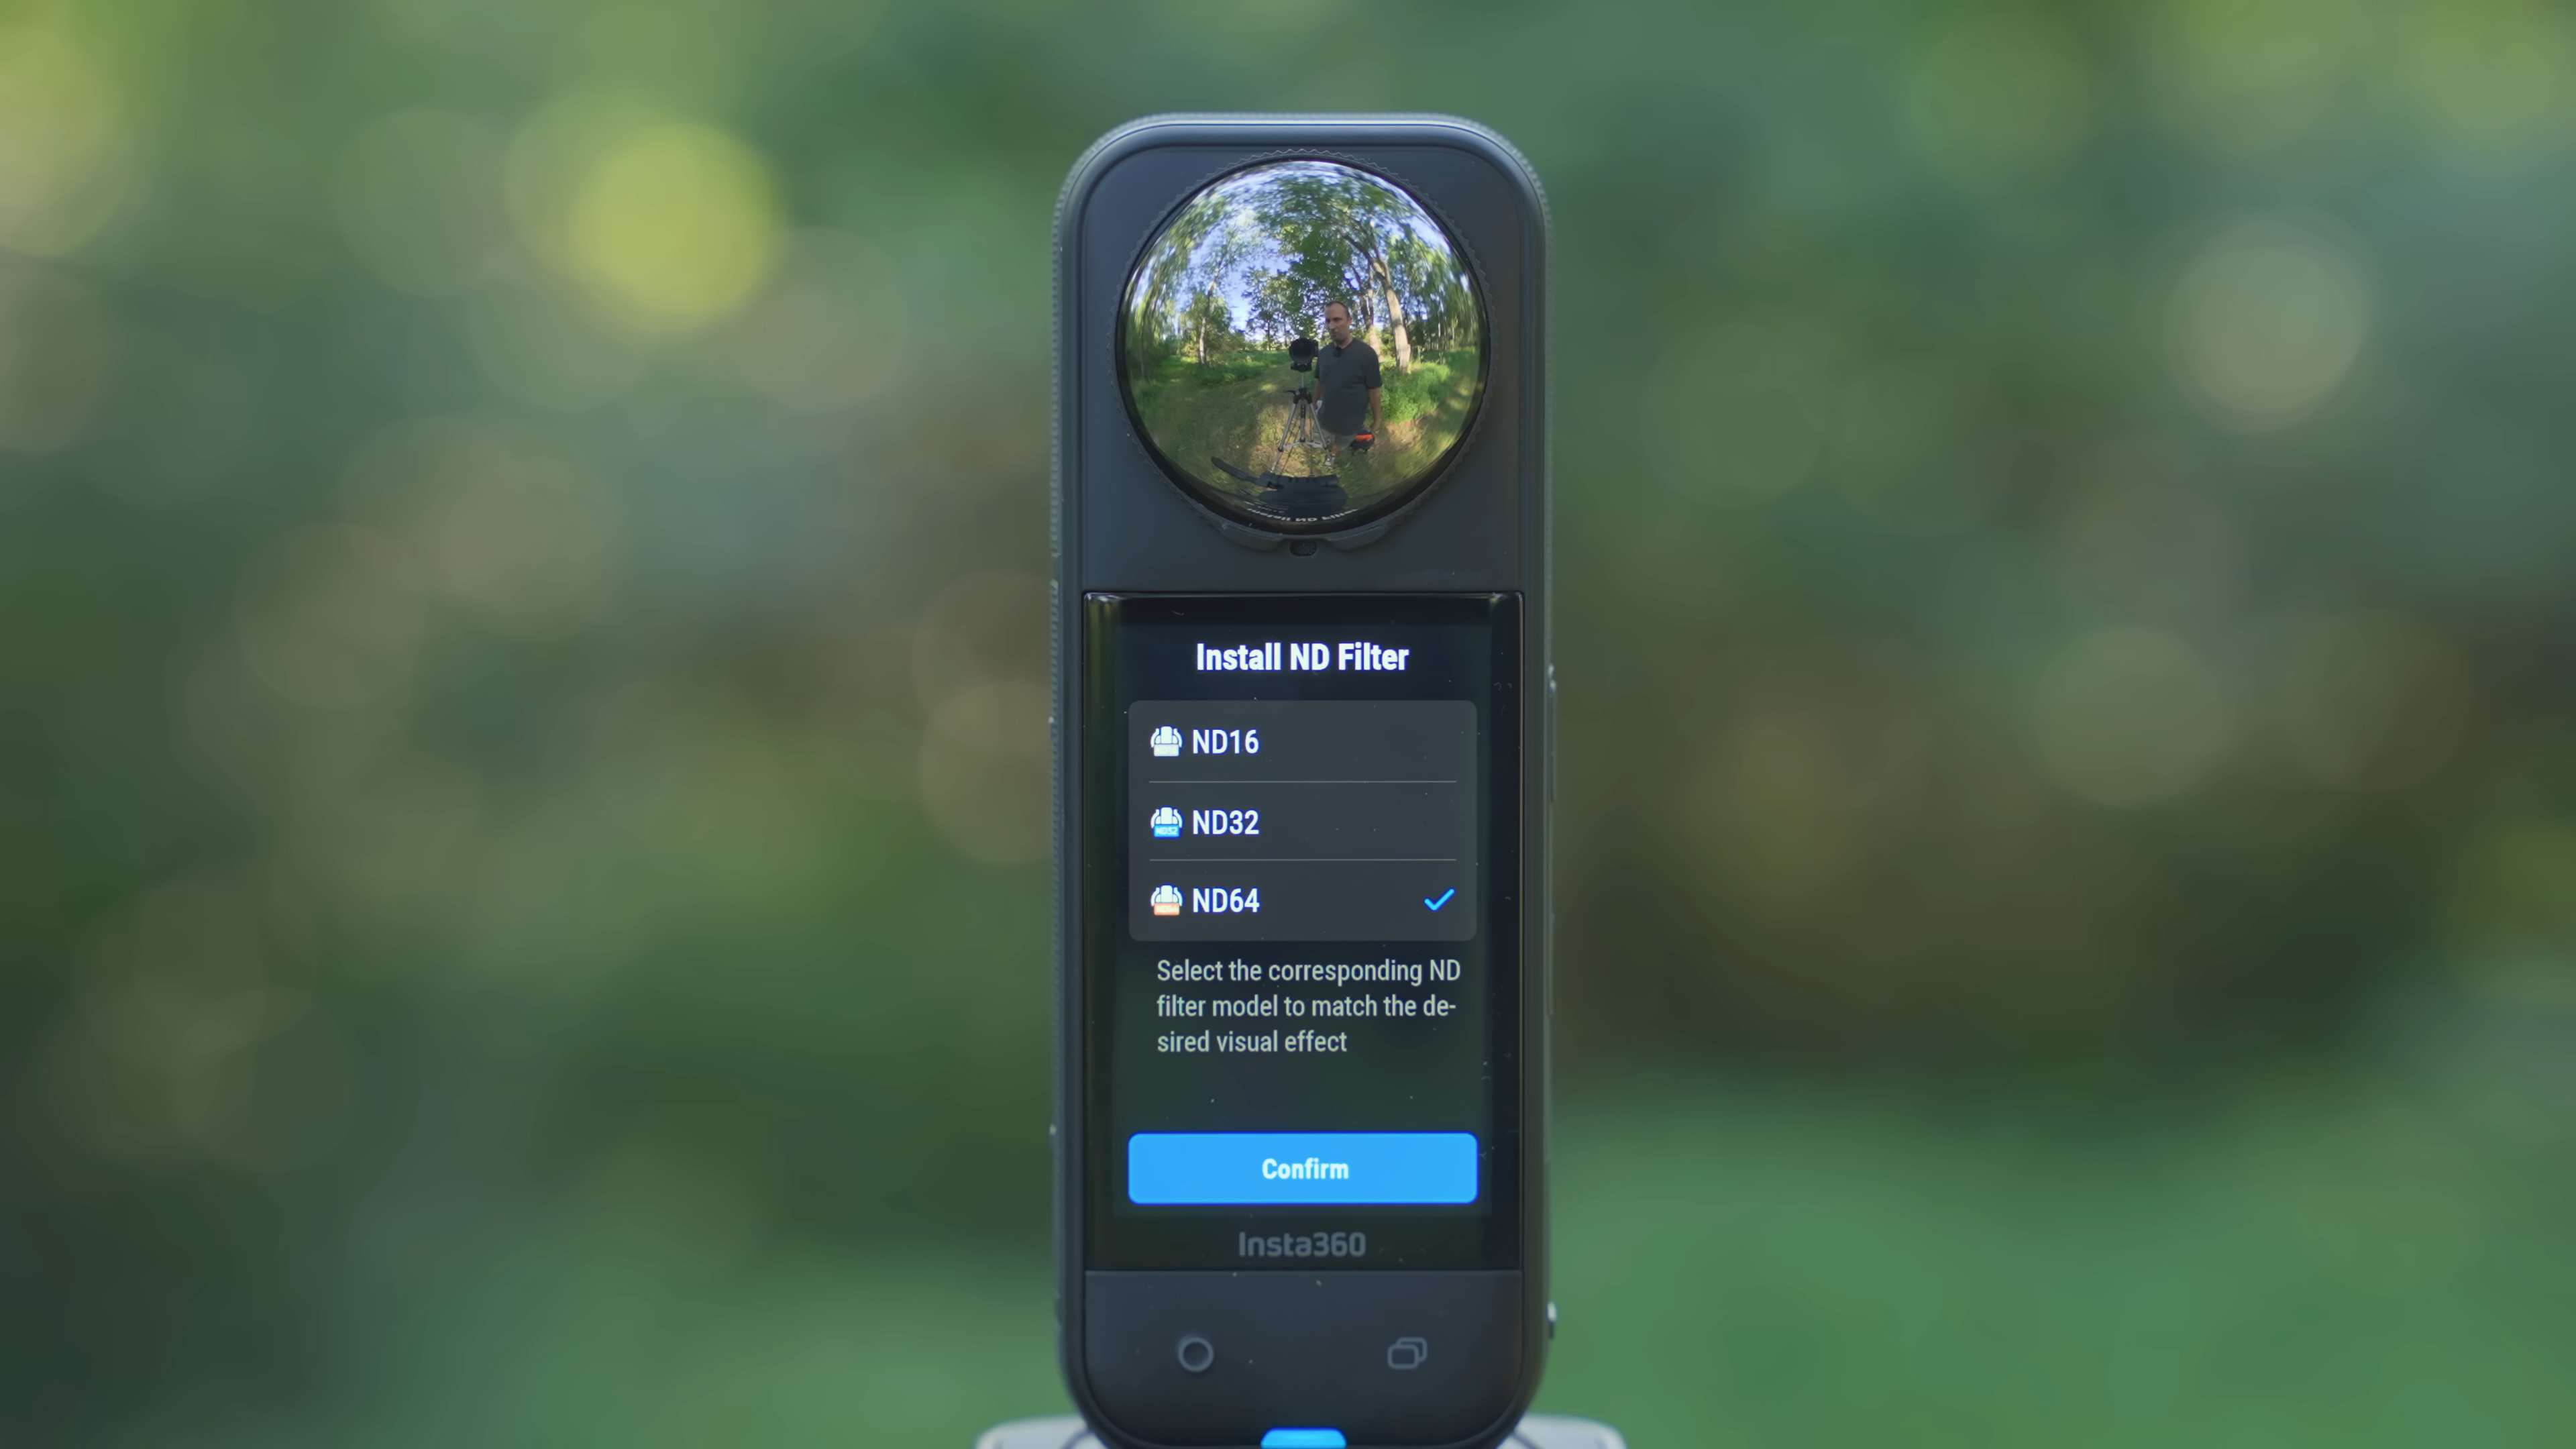 Install ND Filter
ND16
ND32
ND32
ND64
Select the corresponding ND
filter model to match the de-
sired visual effect
Confirm
Insta360